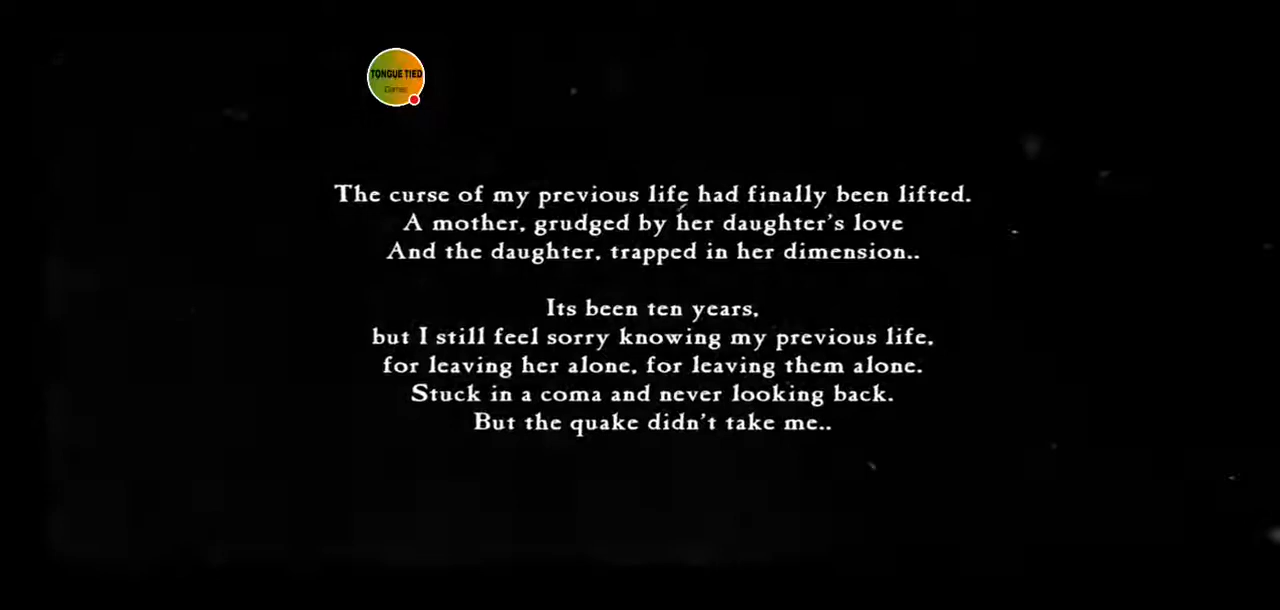 TONGUE TIED
Games
The curse of my previous life had finally been lifted.
A mother, grudged by her daughter's love
And the daughter, trapped in her dimension..
Its been ten years,
but I still feel sorry knowing my previous life,
for leaving her alone, for leaving them alone.
Stuck in a coma and never looking back.
But the quake didn't take me..